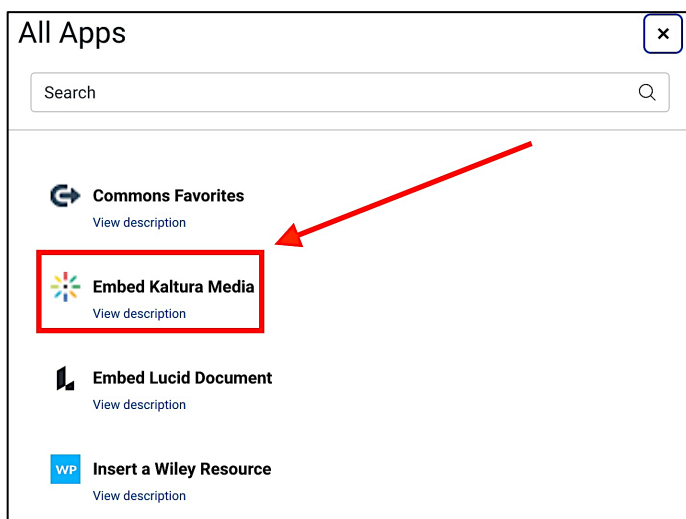 All Apps
×
Search
Commons Favorites
View description
Embed Kaltura Media
View description
Embed Lucid Document
View description
WP Insert a Wiley Resource
View description